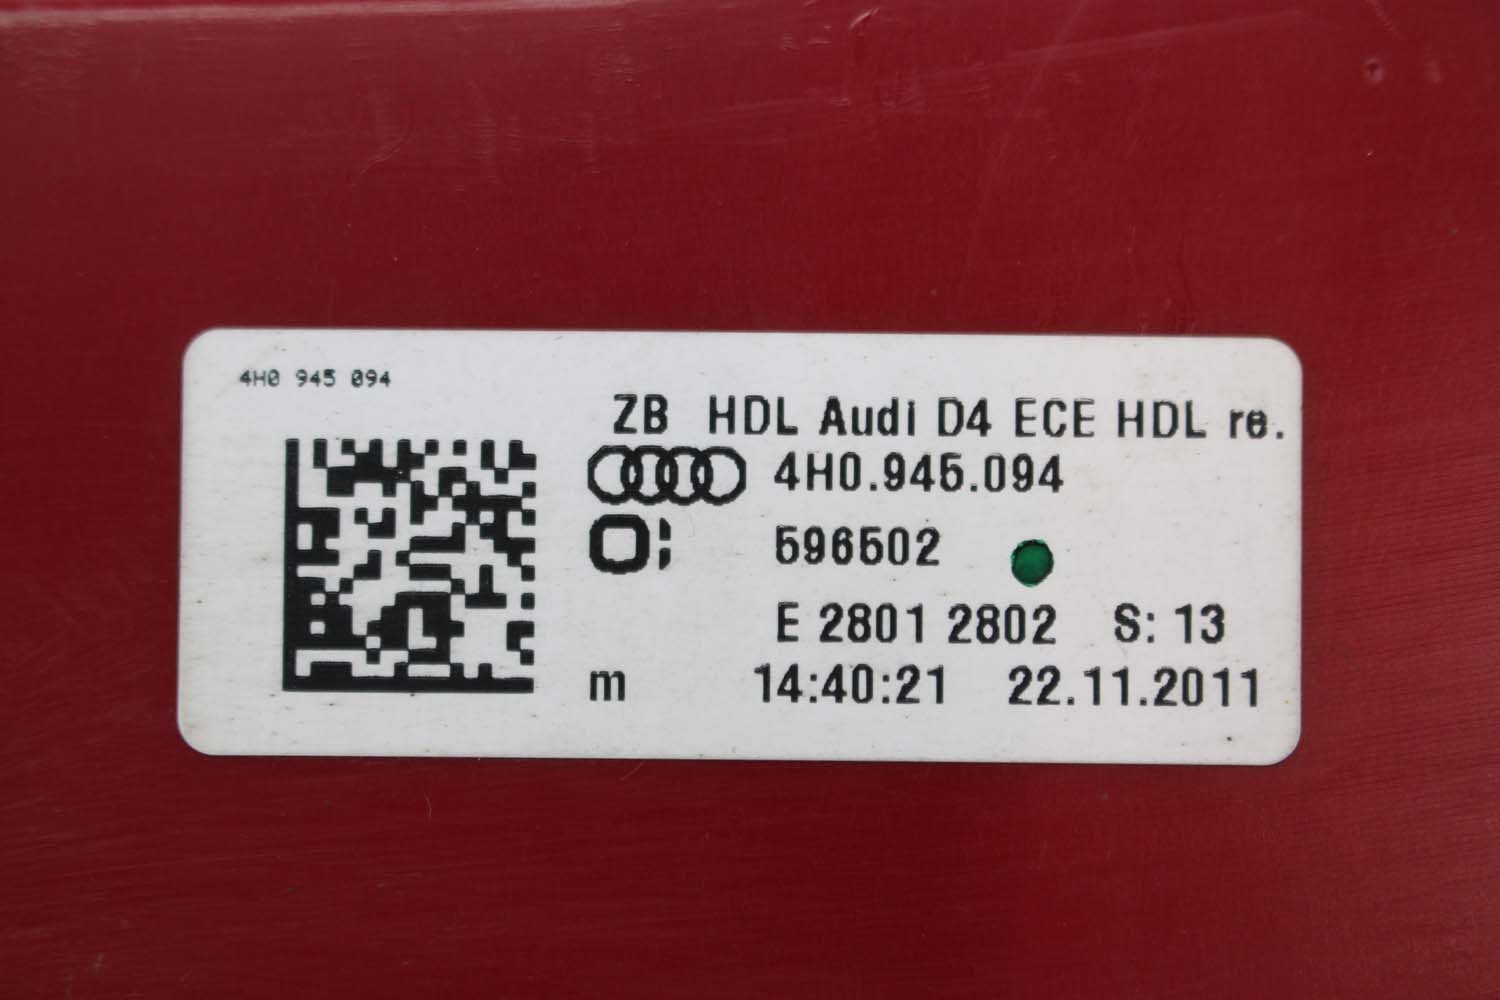 4H0 945 094
ZB HDL Audi D4 ECE HDL re.
4H0.945.094
596502
E 2801 2802 S: 13
m 14:40:21 22.11.2011